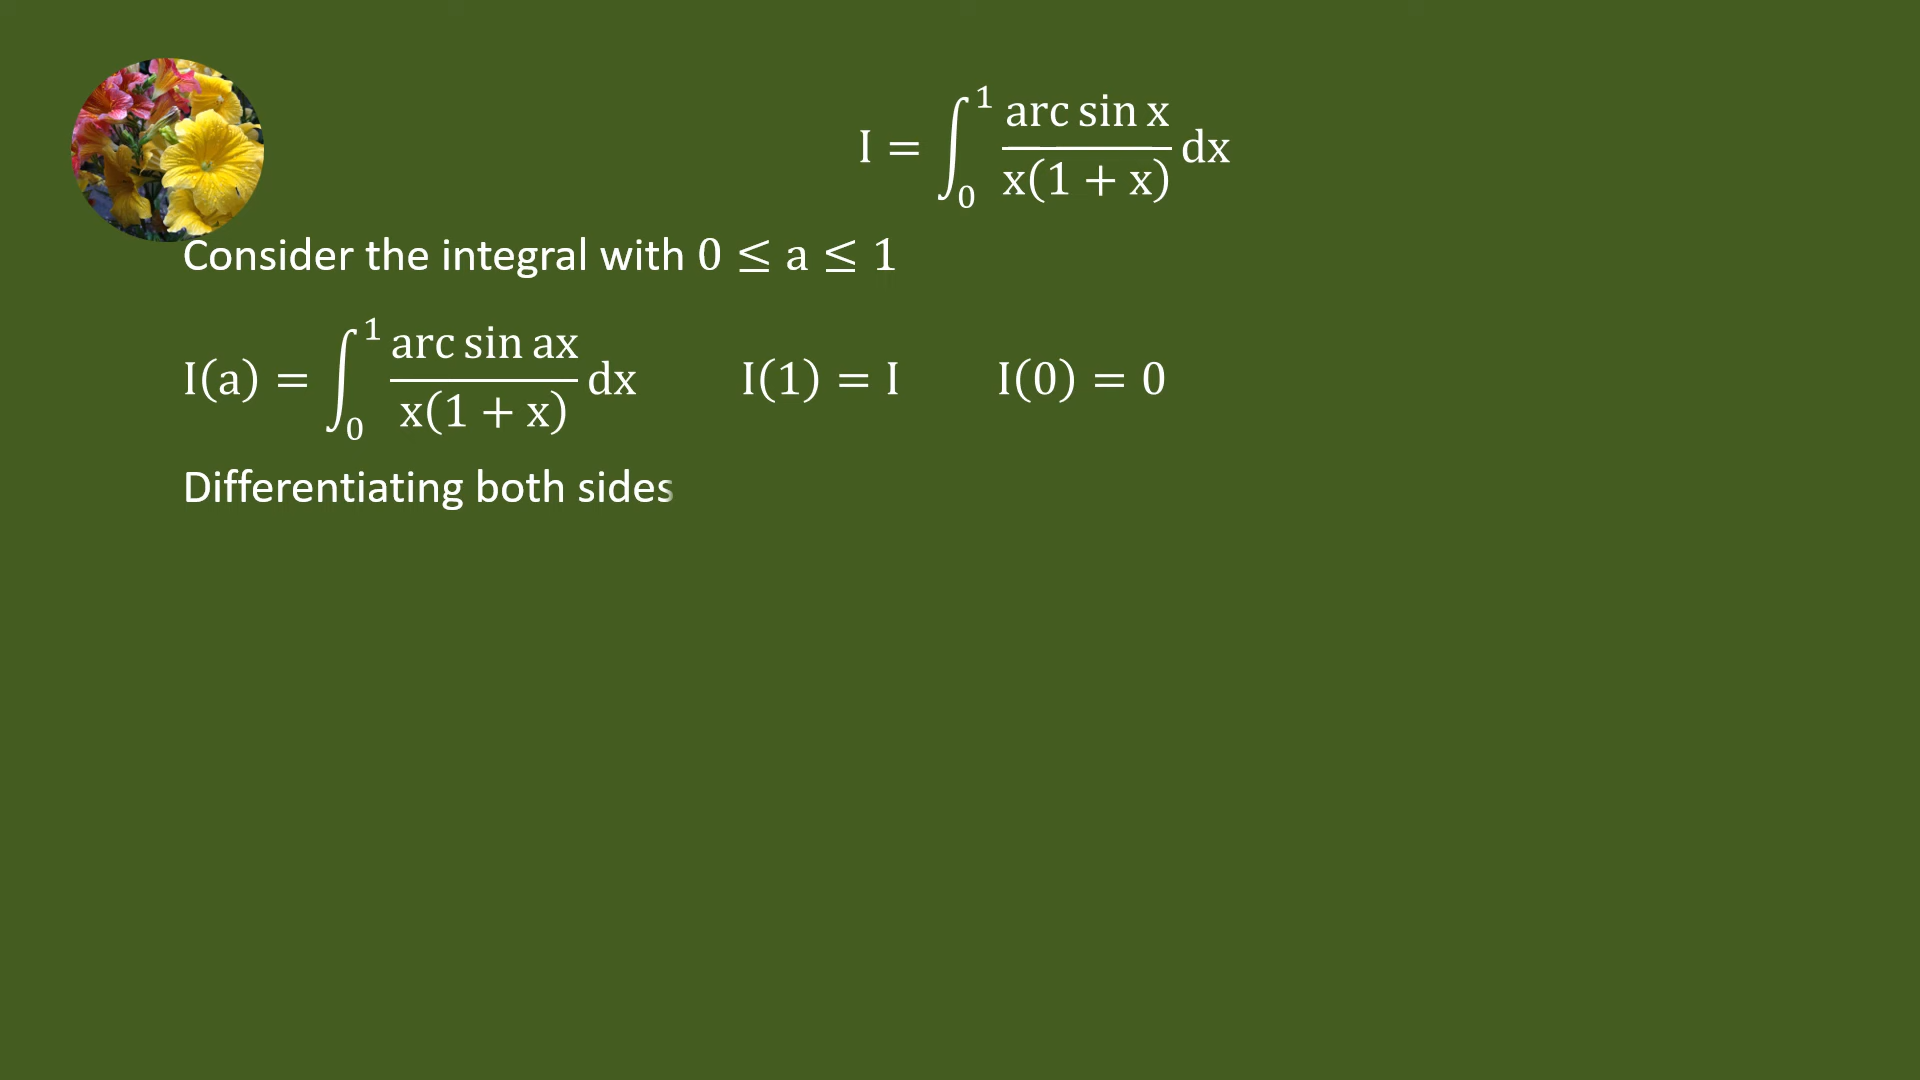 I = ∫₀¹ arc sin x / x(1 + x) dx
Consider the integral with 0 ≤ a ≤ 1
I(a) = ∫₀¹ arc sin ax / x(1 + x) dx I(1) = I I(0) = 0
Differentiating both sides